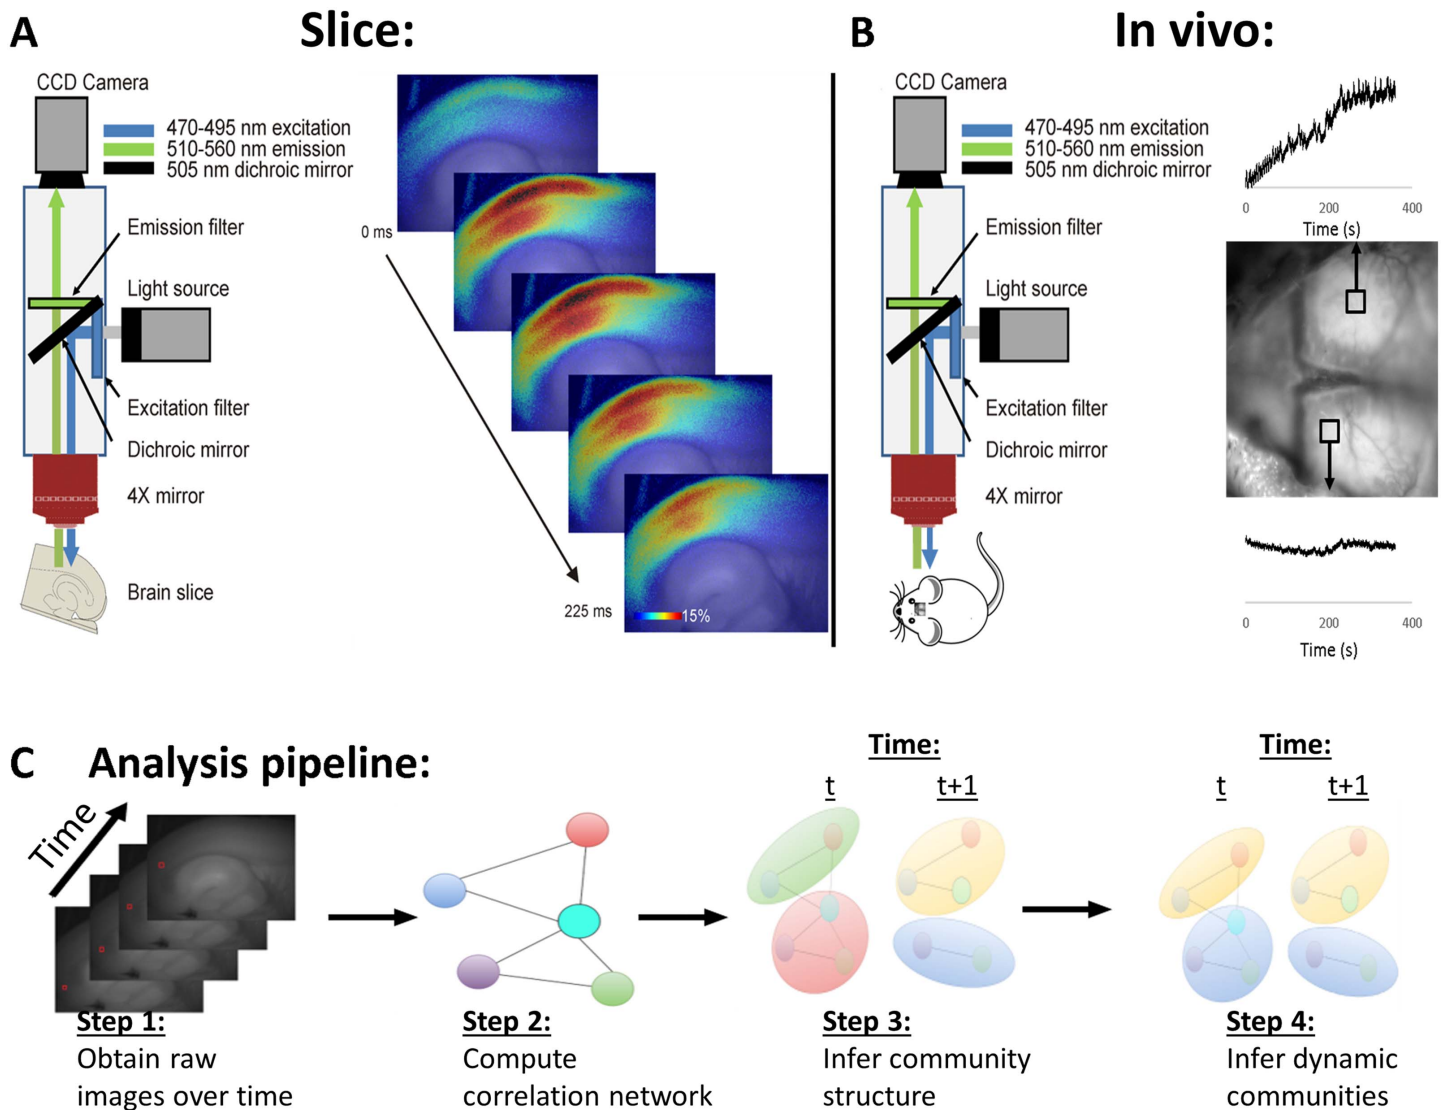 A
Slice:
CCD Camera
470-495 nm excitation
510-560 nm emission
505 nm dichroic mirror
Emission filter
Light source
Excitation filter
Dichroic mirror
4X mirror
Brain slice
0 ms
225 ms
15%
B
In vivo:
CCD Camera
470-495 nm excitation
510-560 nm emission
505 nm dichroic mirror
Emission filter
Light source
Excitation filter
Dichroic mirror
4X mirror
0 200 400
Time (s)
0 200 400
Time (s)
C
Analysis pipeline:
Time
Step 1:
Obtain raw
images over time
Step 2:
Compute
correlation network
Time:
t t+1
Step 3:
Infer community
structure
Time:
t t+1
Step 4:
Infer dynamic
communities